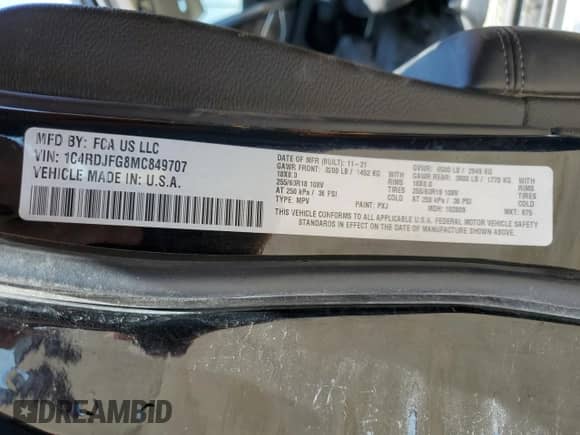 MFD BY: FCA US LLC
VIN: 1C4RDJFG8MC849707
VEHICLE MADE IN: U.S.A.
DATE OF MFR (BUILT): 11-21
GAWR FRONT: 3200 LB / 1452 KG
WITH
18X8.0
RIMS
255/60R18 108V
TIRES
AT 250 kPa / 36 PSI
COLD
TYPE: MPV
PAINT: PXJ
GVWR: 6500 LB / 2949 KG
GAWR REAR: 3900 LB / 1770 KG
WITH
18X8.0
RIMS
255/60R18 108V
TIRES
AT 250 kPa / 36 PSI
COLD
MDH:
MKT:
THIS VEHICLE CONFORMS TO ALL APPLICABLE U.S.A. FEDERAL MOTOR VEHICLE SAFETY
STANDARDS IN EFFECT ON THE DATE OF MANUFACTURE SHOWN ABOVE.
DREAMBID